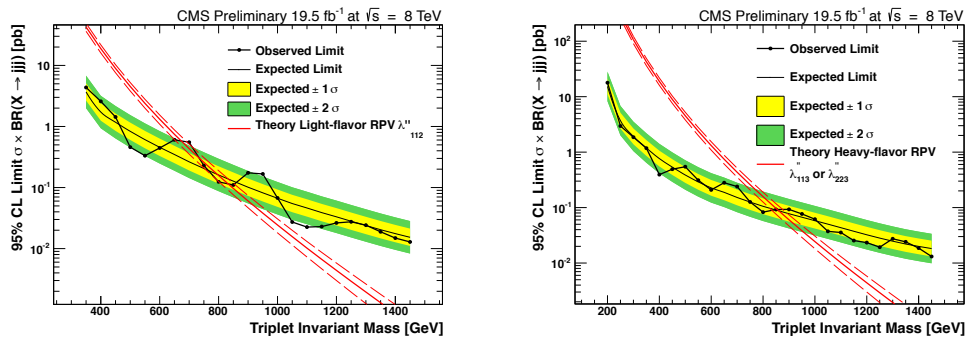 CMS Preliminary 19.5 fb⁻¹ at √s = 8 TeV
95% CL Limit σ × BR(X → jjj) [pb]
10
1
10⁻¹
10⁻²
Observed Limit
Expected Limit
Expected ± 1 σ
Expected ± 2 σ
Theory Light-flavor RPV λ''₁₁₂
400 600 800 1000 1200 1400
Triplet Invariant Mass [GeV]
CMS Preliminary 19.5 fb⁻¹ at √s = 8 TeV
95% CL Limit σ × BR(X → jjj) [pb]
10²
10
1
10⁻¹
10⁻²
Observed Limit
Expected Limit
Expected ± 1 σ
Expected ± 2 σ
Theory Heavy-flavor RPV
λ''₁₁₃ or λ''₂₂₃
200 400 600 800 1000 1200 1400
Triplet Invariant Mass [GeV]